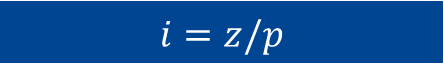 i = z/p